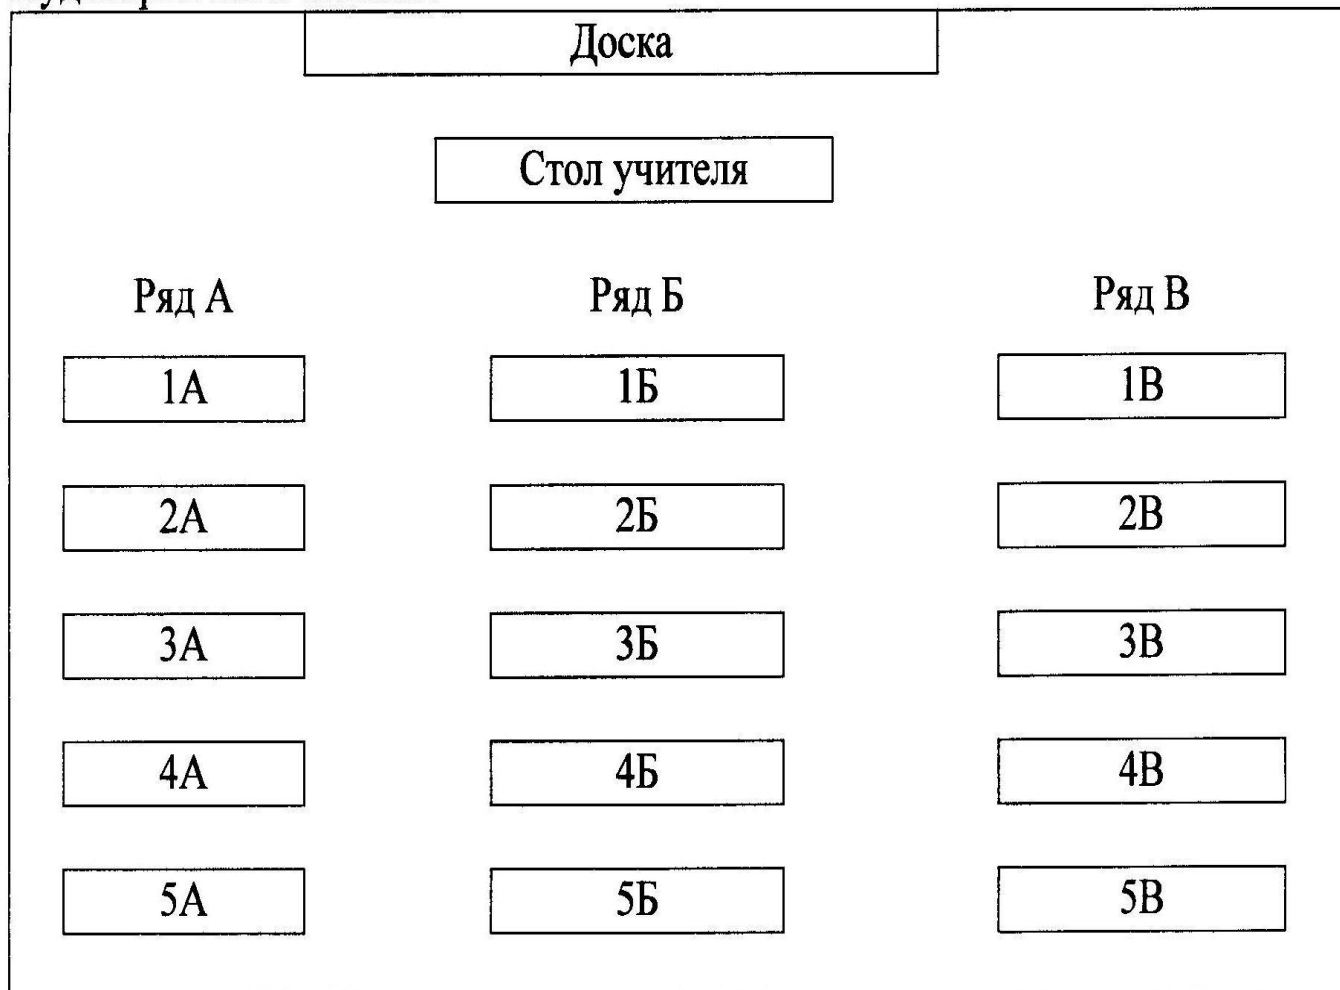 Доска
Стол учителя
Ряд А Ряд Б Ряд В
1А 1Б 1В
2А 2Б 2В
3А 3Б 3В
4А 4Б 4В
5А 5Б 5В